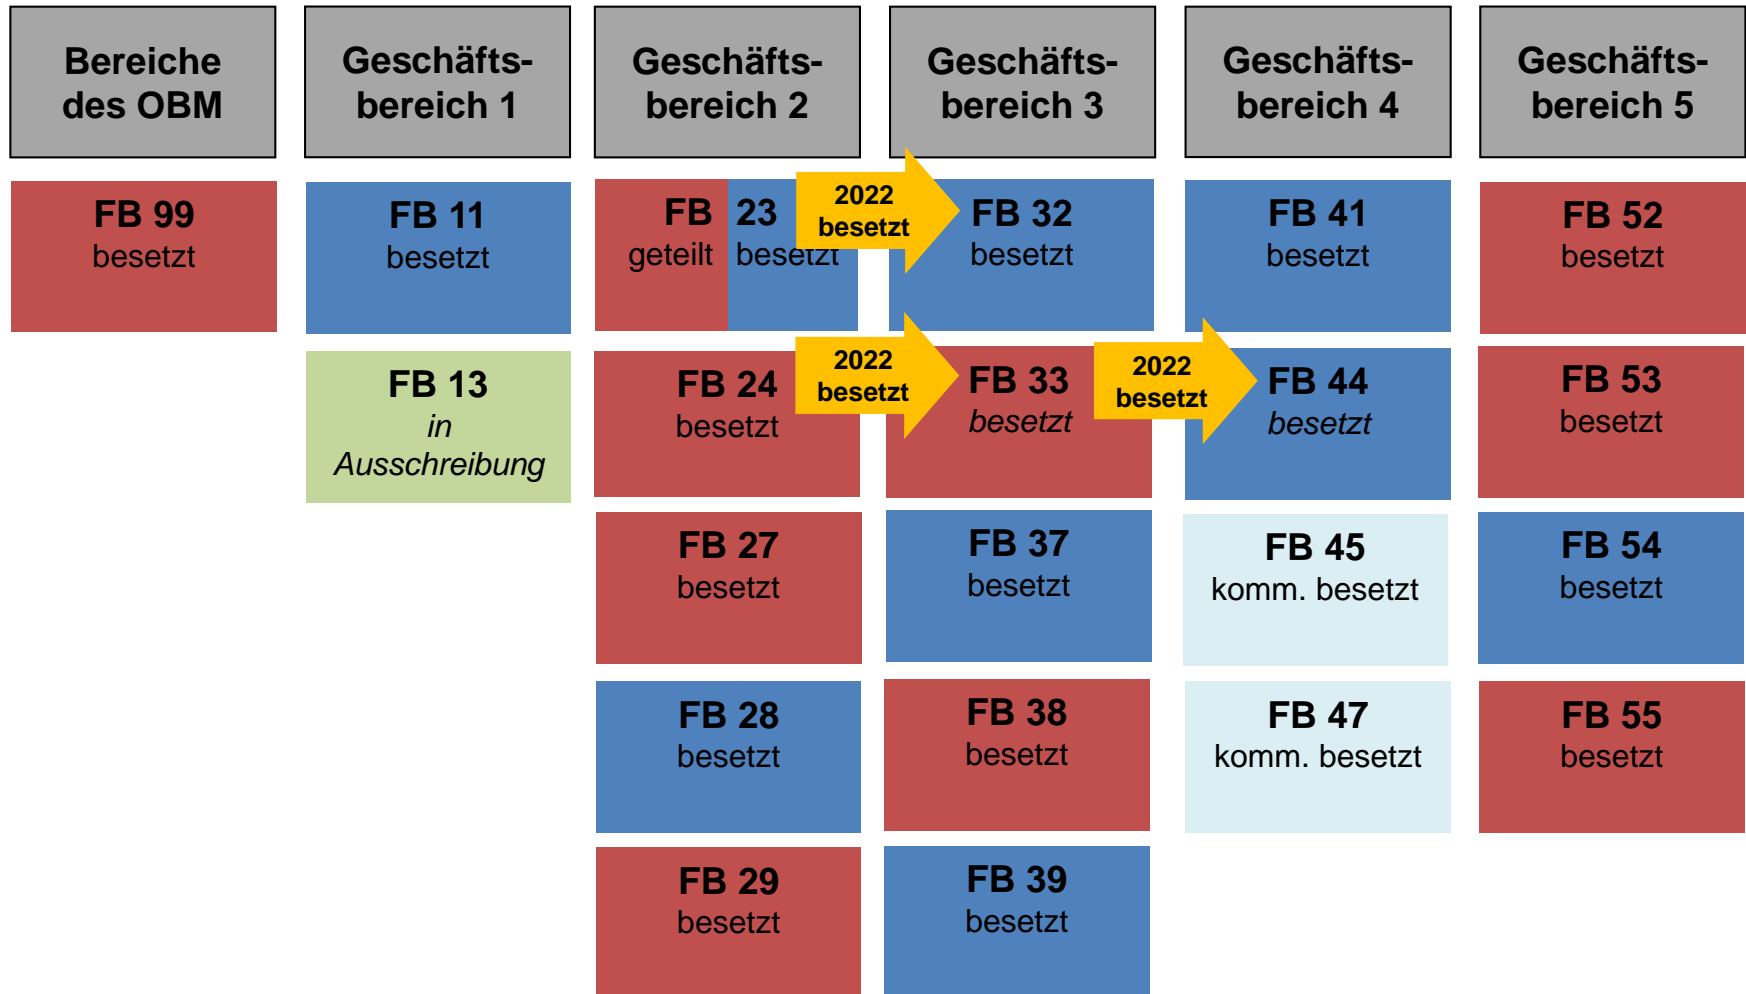 Bereiche
des OBM
Geschäfts-
bereich 1
Geschäfts-
bereich 2
Geschäfts-
bereich 3
Geschäfts-
bereich 4
Geschäfts-
bereich 5
FB 99
besetzt
FB 11
besetzt
FB 23
geteilt besetzt
2022
besetzt
FB 32
besetzt
FB 41
besetzt
FB 52
besetzt
FB 13
in
Ausschreibung
FB 24
besetzt
2022
besetzt
FB 33
besetzt
2022
besetzt
FB 44
besetzt
FB 53
besetzt
FB 27
besetzt
FB 37
besetzt
FB 45
komm. besetzt
FB 54
besetzt
FB 28
besetzt
FB 38
besetzt
FB 47
komm. besetzt
FB 55
besetzt
FB 29
besetzt
FB 39
besetzt